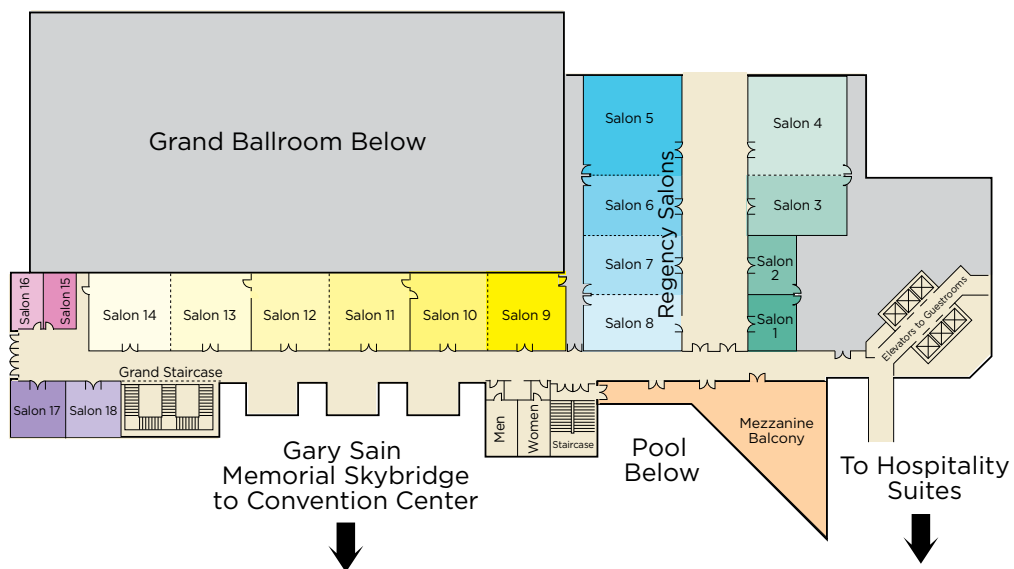 Grand Ballroom Below
Salon 5
Salon 4
Regency Salons
Salon 6
Salon 3
Salon 7
Salon
2
Salon 16
Salon 15
Salon 14
Salon 13
Salon 12
Salon 11
Salon 10
Salon 9
Salon 8
Salon
1
Elevators to Guestrooms
Grand Staircase
Salon 17
Salon 18
Men
Women
Staircase
Mezzanine
Balcony
Gary Sain
Memorial Skybridge
to Convention Center
Pool
Below
To Hospitality
Suites